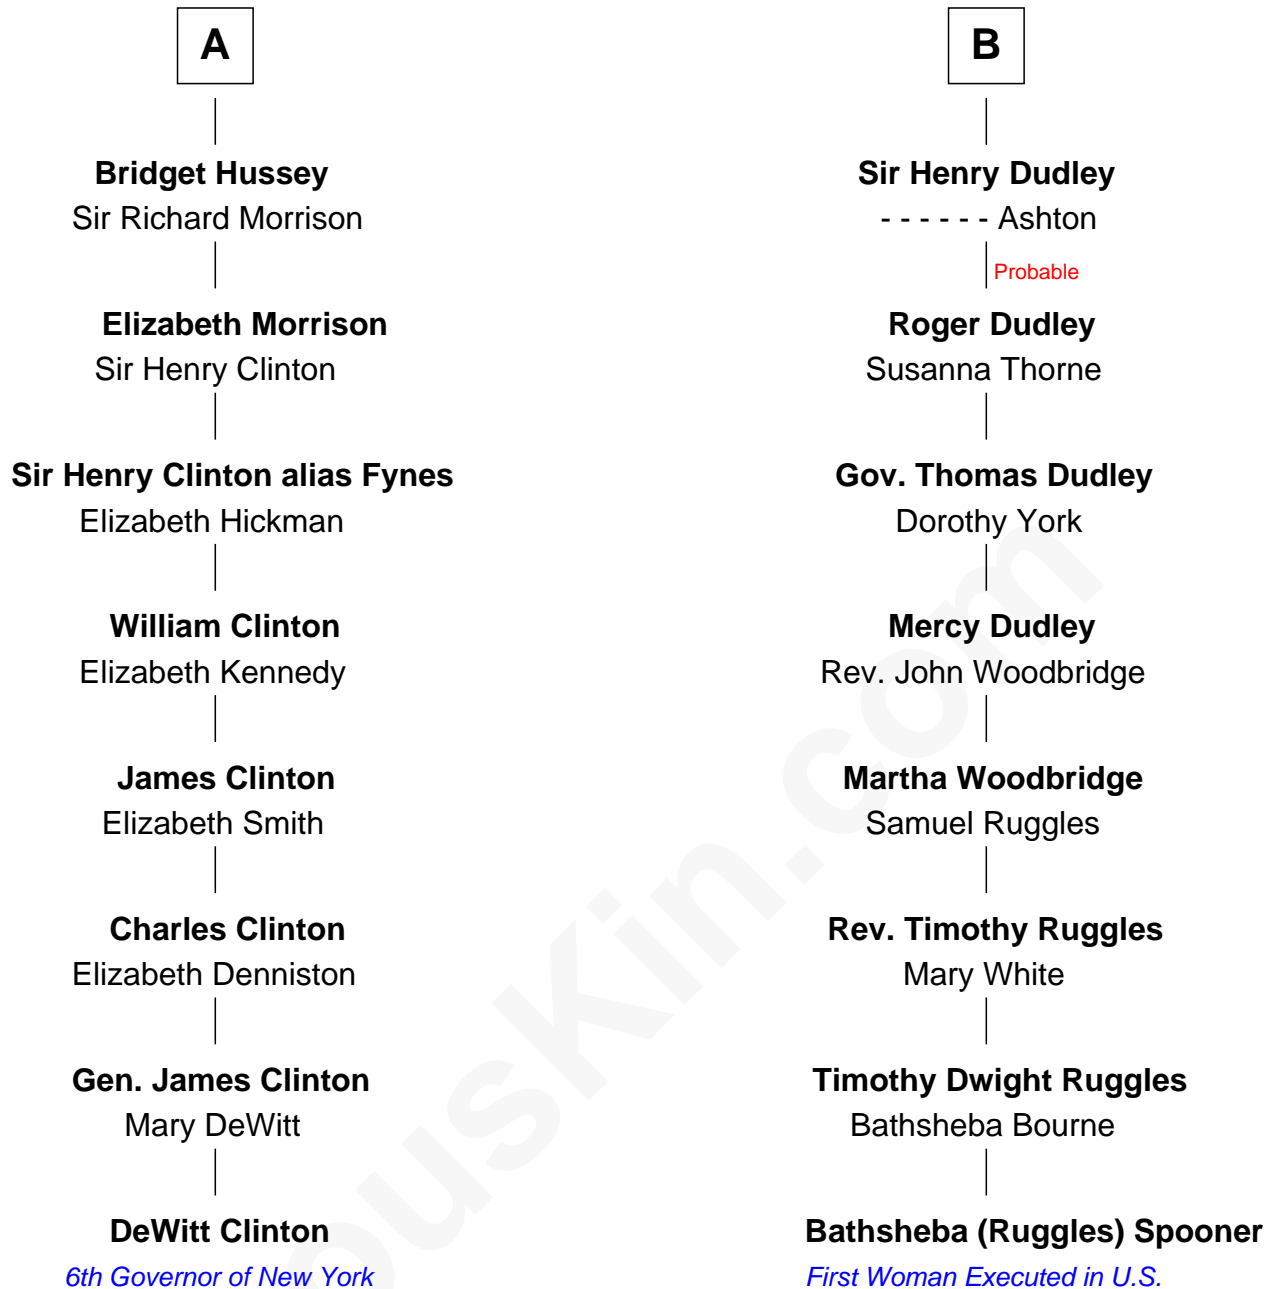 A
Bridget Hussey
Sir Richard Morrison
Elizabeth Morrison
Sir Henry Clinton
Sir Henry Clinton alias Fynes
Elizabeth Hickman
William Clinton
Elizabeth Kennedy
James Clinton
Elizabeth Smith
Charles Clinton
Elizabeth Denniston
Gen. James Clinton
Mary DeWitt
DeWitt Clinton
6th Governor of New York
B
Sir Henry Dudley
- - - - - - Ashton
Probable
Roger Dudley
Susanna Thorne
Gov. Thomas Dudley
Dorothy York
Mercy Dudley
Rev. John Woodbridge
Martha Woodbridge
Samuel Ruggles
Rev. Timothy Ruggles
Mary White
Timothy Dwight Ruggles
Bathsheba Bourne
Bathsheba (Ruggles) Spooner
First Woman Executed in U.S.
ousKin.com